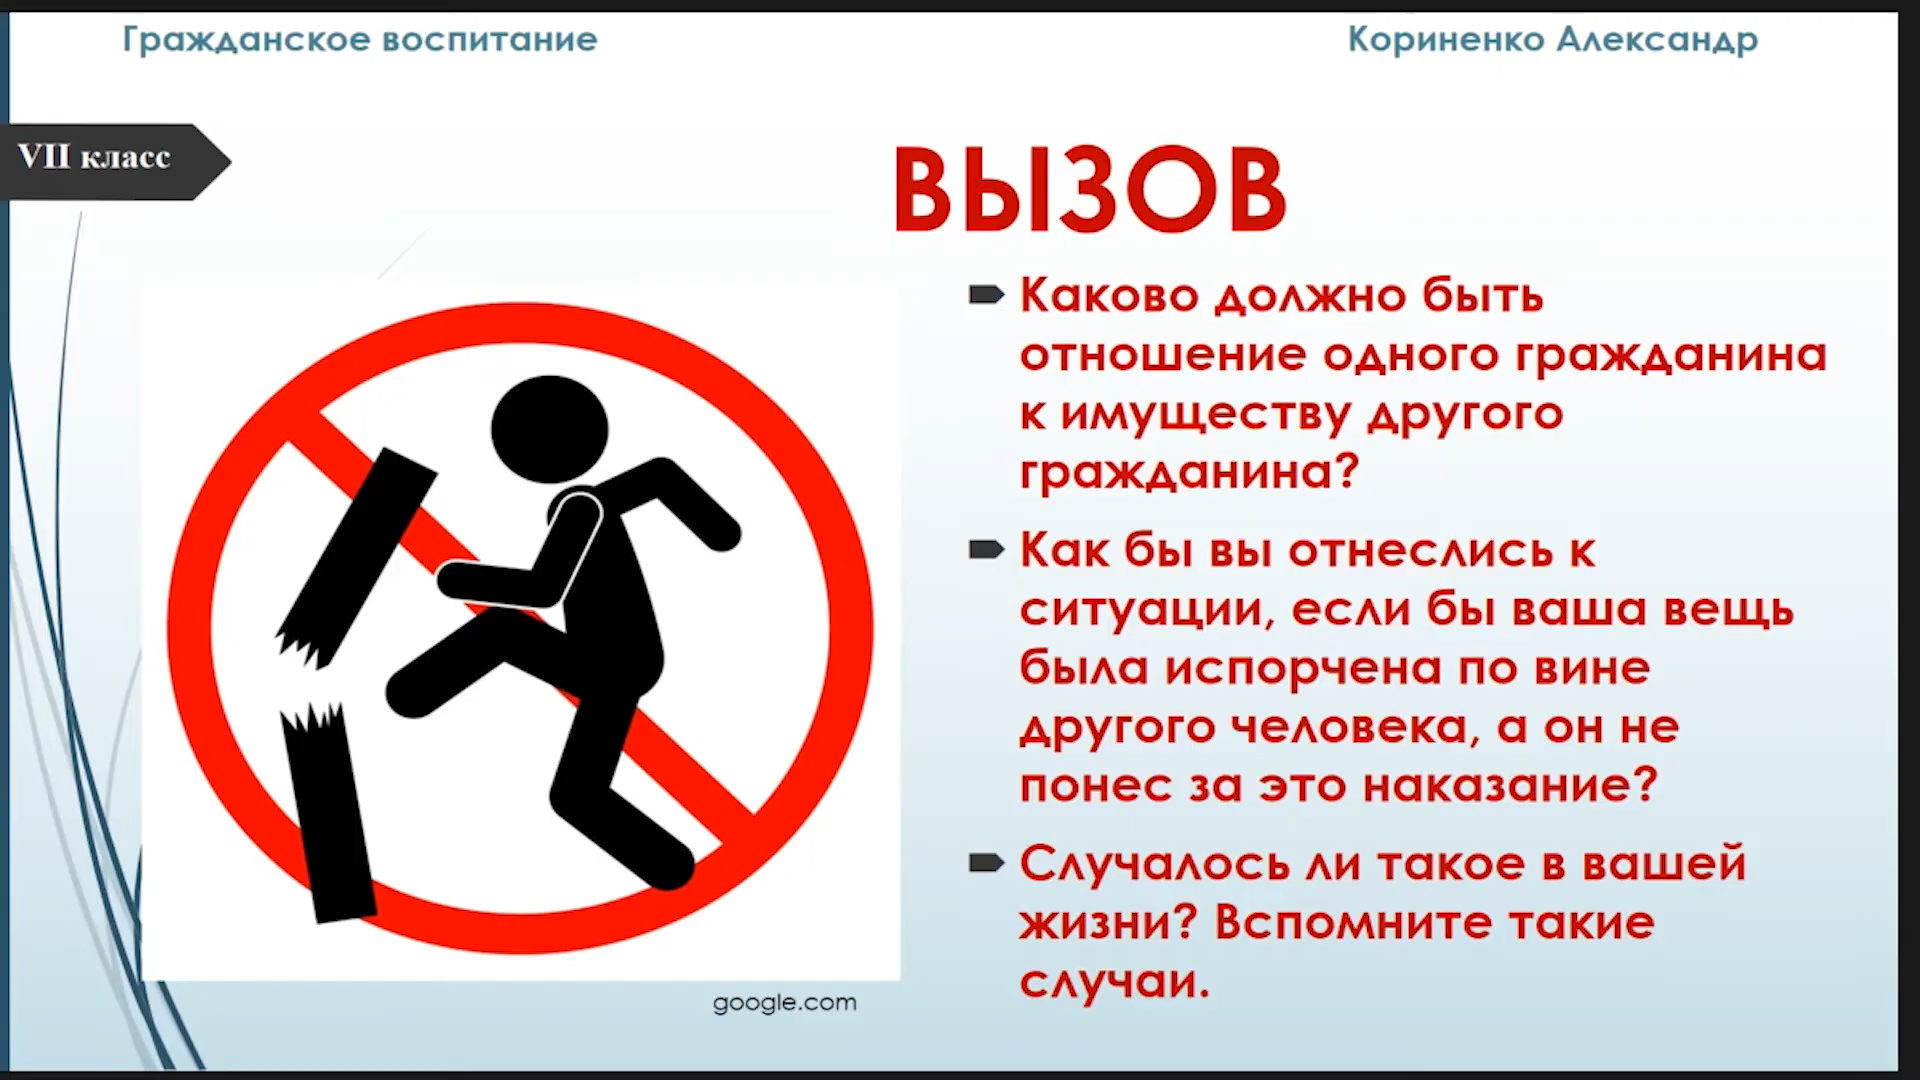 Гражданское воспитание
Кориненко Александр
VII класс
ВЫЗОВ
Каково должно быть
отношение одного гражданина
к имуществу другого
гражданина?
Как бы вы отнеслись к
ситуации, если бы ваша вещь
была испорчена по вине
другого человека, а он не
понес за это наказание?
Случалось ли такое в вашей
жизни? Вспомните такие
случаи.
google.com